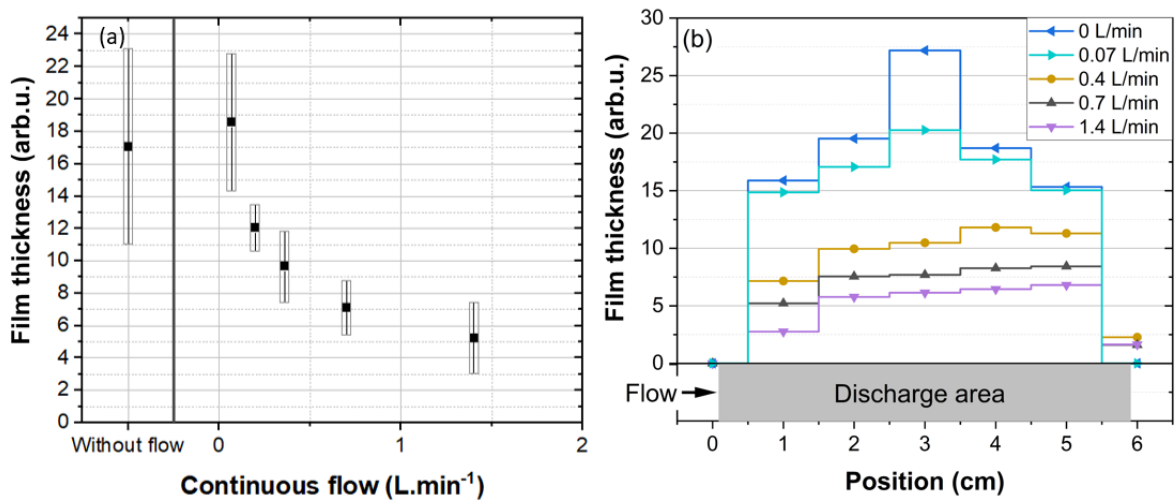 (a)
Film thickness (arb.u.)
24
22
20
18
16
14
12
10
8
6
4
2
0
Without flow 0 1 2
Continuous flow (L.min⁻¹)
(b)
Film thickness (arb.u.)
30
25
20
15
10
5
0
0 L/min
0.07 L/min
0.4 L/min
0.7 L/min
1.4 L/min
Flow
Discharge area
0 1 2 3 4 5 6
Position (cm)